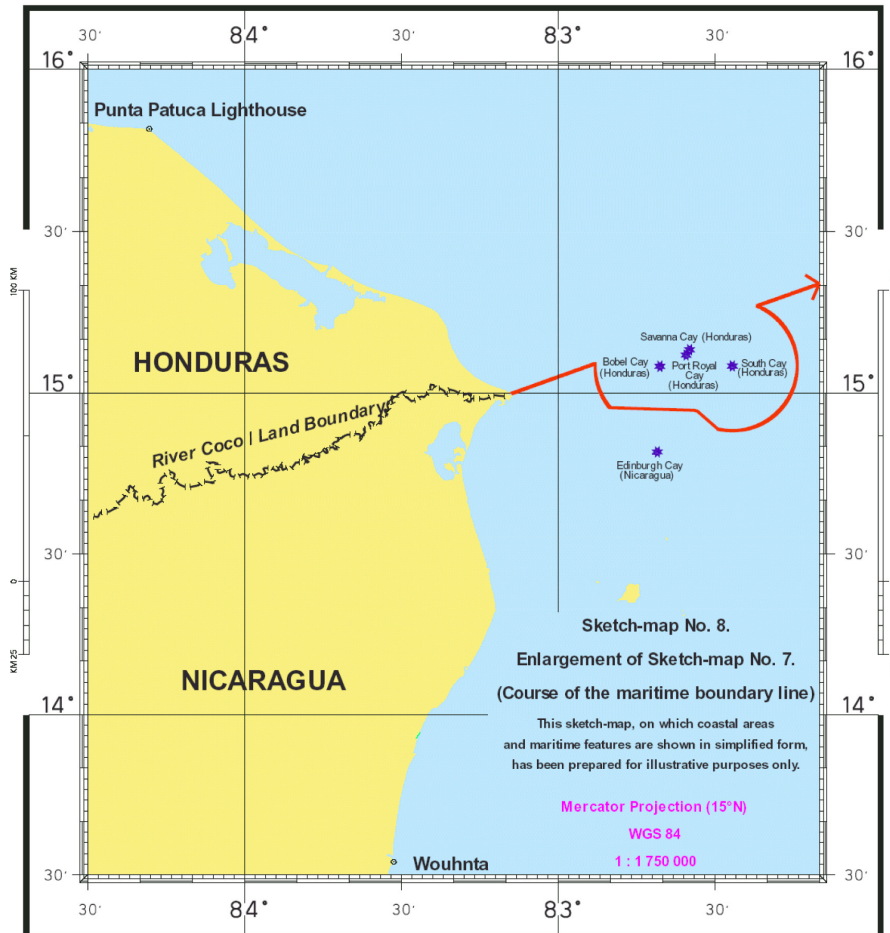 30' 84° 30' 83° 30'
16° 16°
Punta Patuca Lighthouse
30' 30'
100 KM
Savanna Cay (Honduras)
HONDURAS
Bobel Cay
(Honduras)
Port Royal
Cay
(Honduras)
South Cay
(Honduras)
15° 15°
River Coco | Land Boundary
Edinburgh Cay
(Nicaragua)
30' 30'
0
Sketch-map No. 8.
KM 25
Enlargement of Sketch-map No. 7.
NICARAGUA
(Course of the maritime boundary line)
14° 14°
This sketch-map, on which coastal areas
and maritime features are shown in simplified form,
has been prepared for illustrative purposes only.
Mercator Projection (15°N)
WGS 84
1 : 1 750 000
Wouhnta
30' 30'
30' 84° 30' 83° 30'